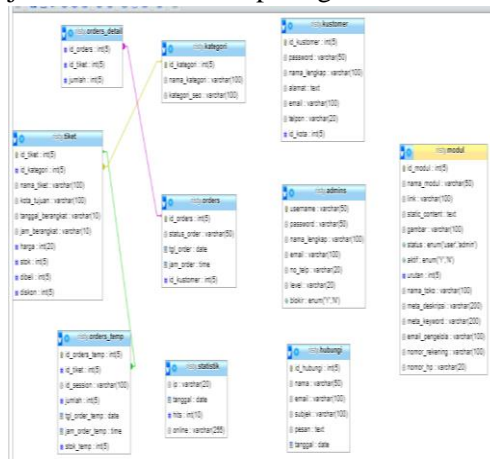 orders_detail
id_orders : int(5)
id_tiket : int(5)
jumlah : int(5)
kategori
id_kategori : int(5)
nama_kategori : varchar(100)
kategori_seo : varchar(100)
kustomer
id_kustomer : int(5)
password : varchar(50)
nama_lengkap : varchar(100)
alamat : text
email : varchar(100)
telpon : varchar(20)
id_kota : int(5)
tiket
id_tiket : int(5)
id_kategori : int(5)
nama_tiket : varchar(100)
kota_tujuan : varchar(100)
tanggal_berangkat : varchar(10)
jam_berangkat : varchar(10)
harga : int(20)
stok : int(5)
dibeli : int(5)
diskon : int(5)
orders
id_orders : int(5)
status_order : varchar(50)
tgl_order : date
jam_order : time
id_kustomer : int(5)
admins
username : varchar(50)
password : varchar(50)
nama_lengkap : varchar(100)
email : varchar(100)
no_telp : varchar(20)
level : varchar(20)
blokir : enum('Y','N')
modul
id_modul : int(5)
nama_modul : varchar(50)
link : varchar(100)
static_content : text
gambar : varchar(100)
status : enum('user','admin')
aktif : enum('Y','N')
urutan : int(5)
nama_toko : varchar(100)
meta_deskripsi : varchar(200)
meta_keyword : varchar(200)
email_pengelola : varchar(100)
nomor_rekening : varchar(100)
nomor_hp : varchar(20)
orders_temp
id_orders_temp : int(5)
id_tiket : int(5)
id_session : varchar(100)
jumlah : int(5)
tgl_order_temp : date
jam_order_temp : time
stok_temp : int(5)
statistik
ip : varchar(20)
tanggal : date
hits : int(10)
online : varchar(255)
hubungi
id_hubungi : int(5)
nama : varchar(50)
email : varchar(100)
subjek : varchar(100)
pesan : text
tanggal : date